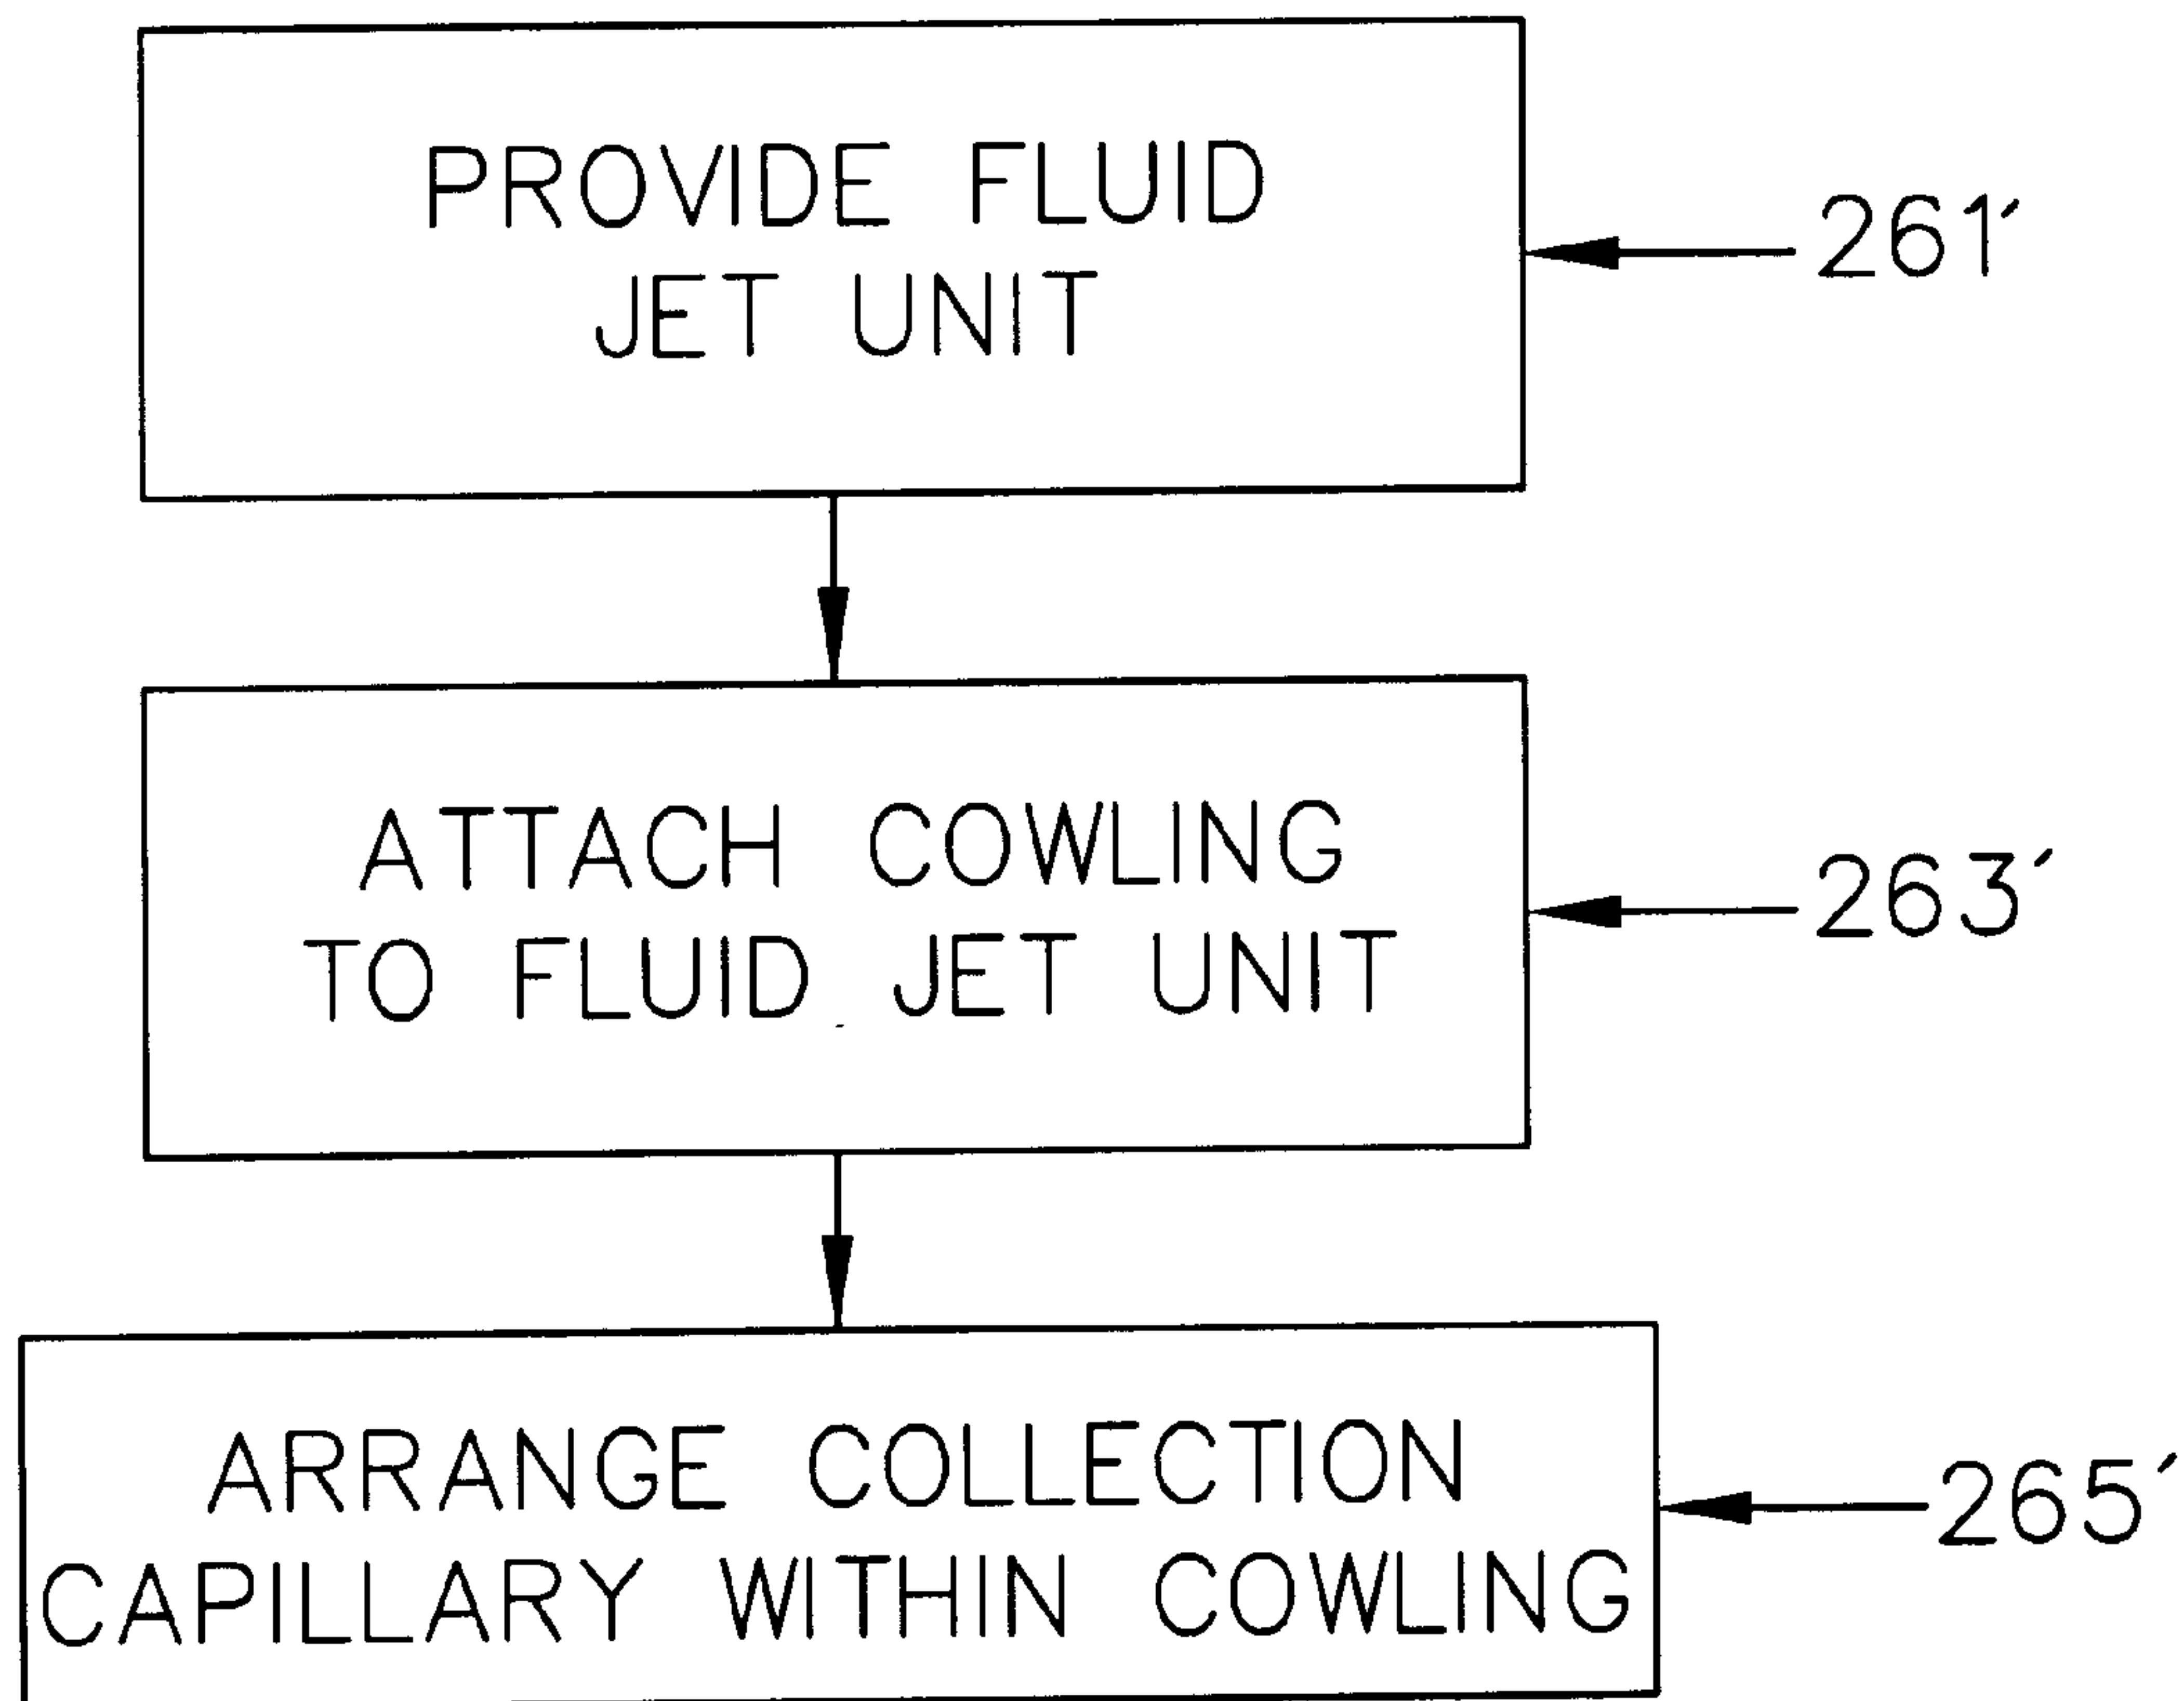 PROVIDE FLUID
JET UNIT
261′
ATTACH COWLING
TO FLUID JET UNIT
263′
ARRANGE COLLECTION
CAPILLARY WITHIN COWLING
265′